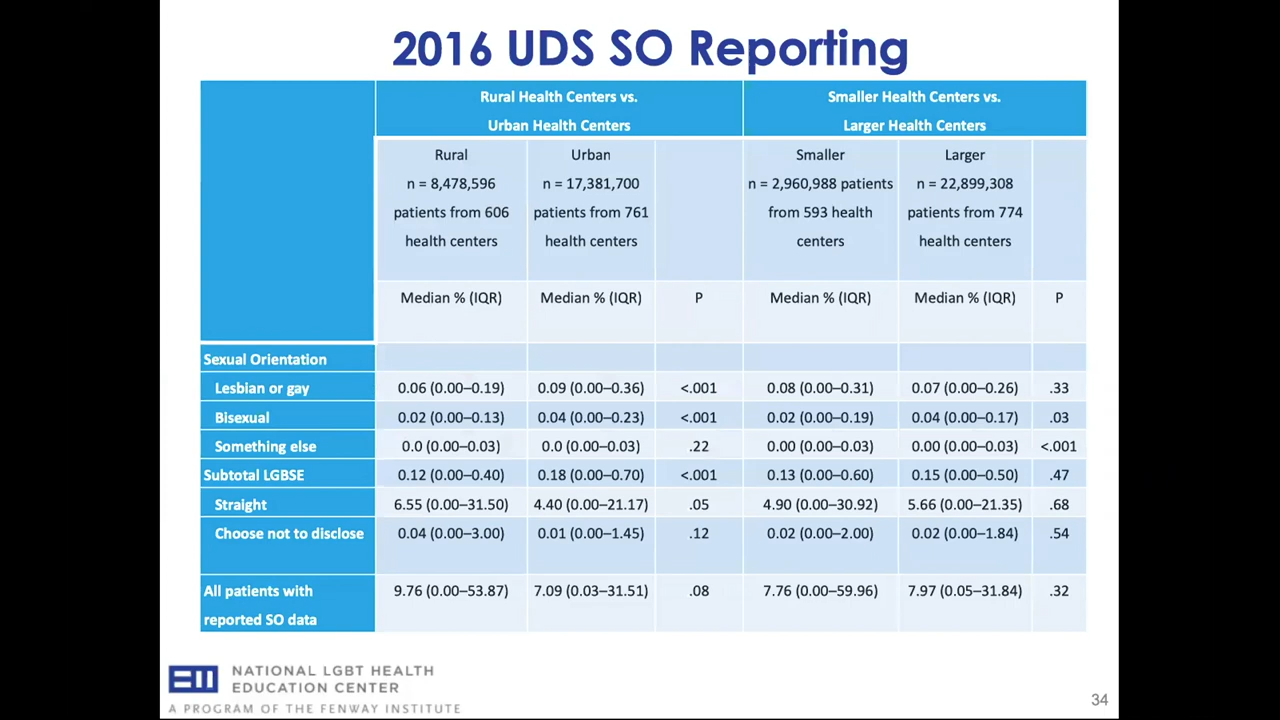 2016 UDS SO Reporting
Rural Health Centers vs.
Urban Health Centers
Smaller Health Centers vs.
Larger Health Centers
Rural
n = 8,478,596
patients from 606
health centers
Urban
n = 17,381,700
patients from 761
health centers
Smaller
n = 2,960,988 patients
from 593 health
centers
Larger
n = 22,899,308
patients from 774
health centers
Median % (IQR) Median % (IQR) P Median % (IQR) Median % (IQR) P
Sexual Orientation
Lesbian or gay 0.06 (0.00–0.19) 0.09 (0.00–0.36) <.001 0.08 (0.00–0.31) 0.07 (0.00–0.26) .33
Bisexual 0.02 (0.00–0.13) 0.04 (0.00–0.23) <.001 0.02 (0.00–0.19) 0.04 (0.00–0.17) .03
Something else 0.0 (0.00–0.03) 0.0 (0.00–0.03) .22 0.00 (0.00–0.03) 0.00 (0.00–0.03) <.001
Subtotal LGBSE 0.12 (0.00–0.40) 0.18 (0.00–0.70) <.001 0.13 (0.00–0.60) 0.15 (0.00–0.50) .47
Straight 6.55 (0.00–31.50) 4.40 (0.00–21.17) .05 4.90 (0.00–30.92) 5.66 (0.00–21.35) .68
Choose not to disclose 0.04 (0.00–3.00) 0.01 (0.00–1.45) .12 0.02 (0.00–2.00) 0.02 (0.00–1.84) .54
All patients with
reported SO data
9.76 (0.00–53.87) 7.09 (0.03–31.51) .08 7.76 (0.00–59.96) 7.97 (0.05–31.84) .32
NATIONAL LGBT HEALTH
EDUCATION CENTER
A PROGRAM OF THE FENWAY INSTITUTE
34